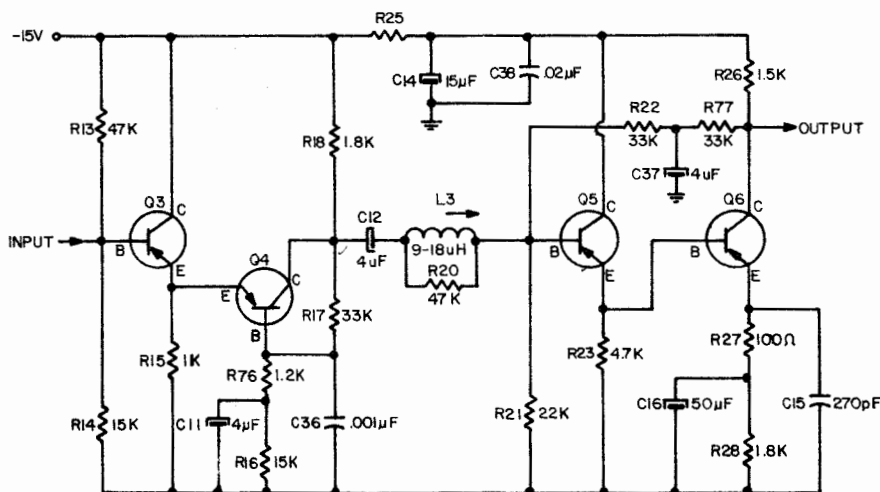 R25
-15V
C14
15µF
C38
.02µF
R26
1.5K
R13
47K
R18
1.8K
R22
33K
R77
33K
OUTPUT
C37
4uF
Q3
C
B
E
INPUT
C12
4uF
L3
9-18uH
R20
47K
Q5
C
B
E
Q6
C
B
E
Q4
C
E
B
R17
33K
R15
1K
R76
1.2K
R23
4.7K
R27
100Ω
R14
15K
C11
4µF
C36
.001µF
R16
15K
R21
22K
C16
50µF
C15
270pF
R28
1.8K